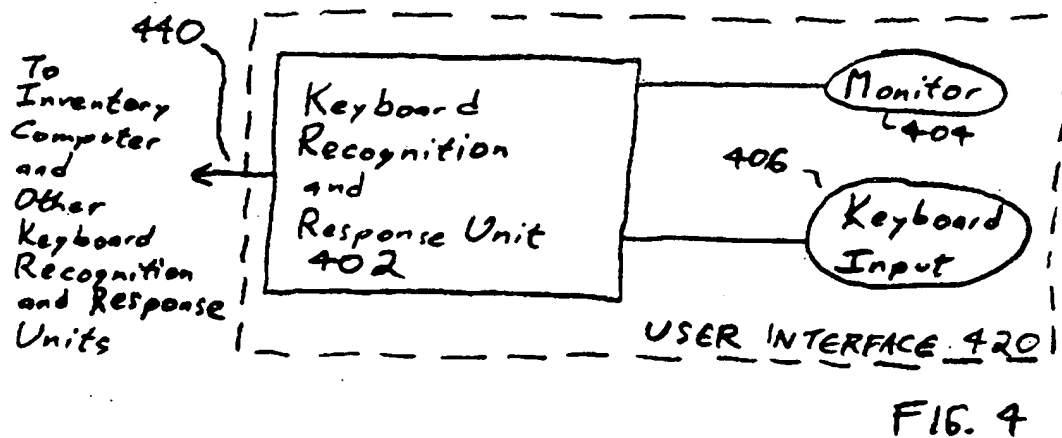 440
To
Inventory
Computer
and
Other
Keyboard
Recognition
and Response
Units
Keyboard
Recognition
and
Response Unit
402
Monitor
404
406
Keyboard
Input
USER INTERFACE 420
FIG. 4